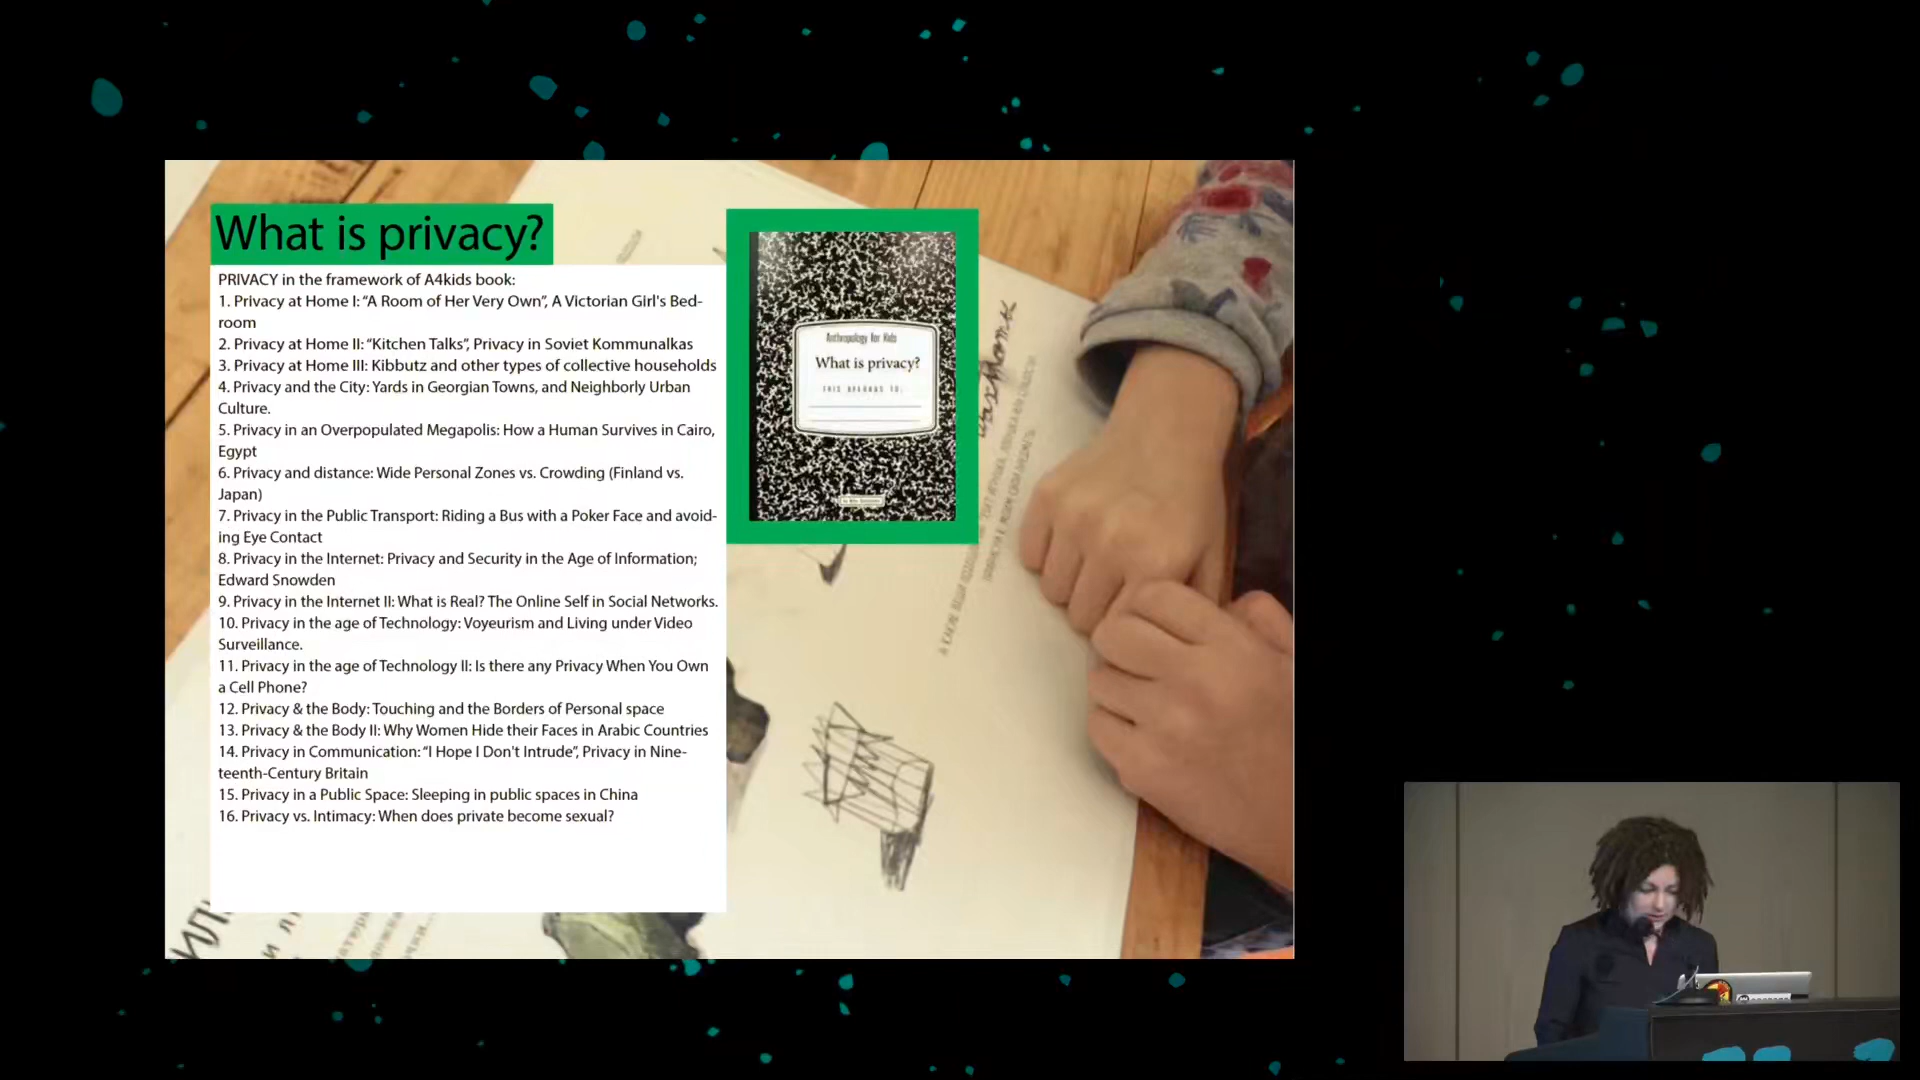 What is privacy?
PRIVACY in the framework of A4kids book:
1. Privacy at Home I: “A Room of Her Very Own”, A Victorian Girl's Bed-
room
2. Privacy at Home II: “Kitchen Talks”, Privacy in Soviet Kommunalkas
3. Privacy at Home III: Kibbutz and other types of collective households
4. Privacy and the City: Yards in Georgian Towns, and Neighborly Urban
Culture.
5. Privacy in an Overpopulated Megapolis: How a Human Survives in Cairo,
Egypt
6. Privacy and distance: Wide Personal Zones vs. Crowding (Finland vs.
Japan)
7. Privacy in the Public Transport: Riding a Bus with a Poker Face and avoid-
ing Eye Contact
8. Privacy in the Internet: Privacy and Security in the Age of Information;
Edward Snowden
9. Privacy in the Internet II: What is Real? The Online Self in Social Networks.
10. Privacy in the age of Technology: Voyeurism and Living under Video
Surveillance.
11. Privacy in the age of Technology II: Is there any Privacy When You Own
a Cell Phone?
12. Privacy & the Body: Touching and the Borders of Personal space
13. Privacy & the Body II: Why Women Hide their Faces in Arabic Countries
14. Privacy in Communication: “I Hope I Don't Intrude”, Privacy in Nine-
teenth-Century Britain
15. Privacy in a Public Space: Sleeping in public spaces in China
16. Privacy vs. Intimacy: When does private become sexual?
Anthropology for Kids
What is privacy?
THIS BELONGS TO: